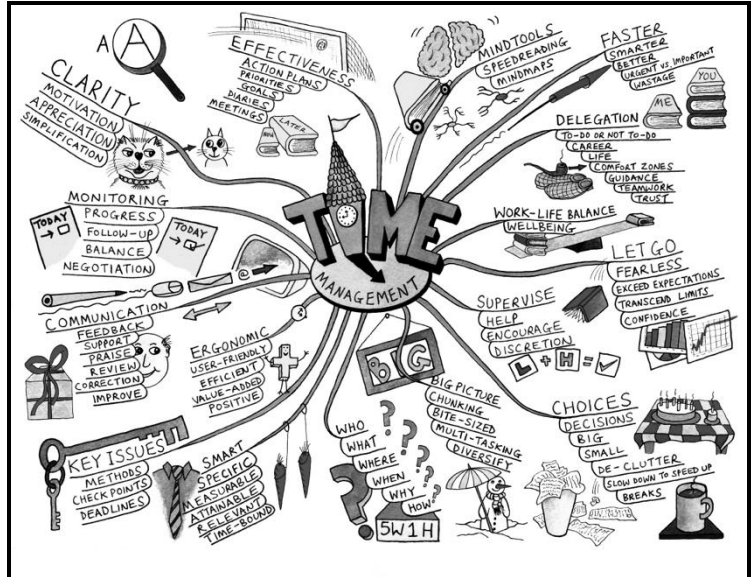 TIME
MANAGEMENT
A A
CLARITY
MOTIVATION
APPRECIATION
SIMPLIFICATION
EFFECTIVENESS
ACTION PLANS
PRIORITIES
GOALS
DIARIES
MEETINGS
@
LATER
MINDTOOLS
SPEEDREADING
MINDMAPS
FASTER
SMARTER
BETTER
URGENT VS. IMPORTANT
WASTAGE
ME
YOU
DELEGATION
TO-DO OR NOT TO-DO
CAREER
LIFE
COMFORT ZONES
GUIDANCE
TEAMWORK
TRUST
WORK-LIFE BALANCE
WELLBEING
LET GO
FEARLESS
EXCEED EXPECTATIONS
TRANSCEND LIMITS
CONFIDENCE
SUPERVISE
HELP
ENCOURAGE
DISCRETION
L + H = ✓
CHOICES
DECISIONS
BIG
SMALL
DE-CLUTTER
SLOW DOWN TO SPEED UP
BREAKS
BIG
BIG PICTURE
CHUNKING
BITE-SIZED
MULTI-TASKING
DIVERSIFY
WHO
WHAT
WHERE
WHEN
WHY
HOW
? ? ? ? ? ? ?
5W1H
SMART
SPECIFIC
MEASURABLE
ATTAINABLE
RELEVANT
TIME-BOUND
KEY ISSUES
METHODS
CHECKPOINTS
DEADLINES
ERGONOMIC
USER-FRIENDLY
EFFICIENT
VALUE-ADDED
POSITIVE
COMMUNICATION
FEEDBACK
SUPPORT
PRAISE
REVIEW
CORRECTION
IMPROVE
@
MONITORING
PROGRESS
FOLLOW-UP
BALANCE
NEGOTIATION
TODAY
TODAY